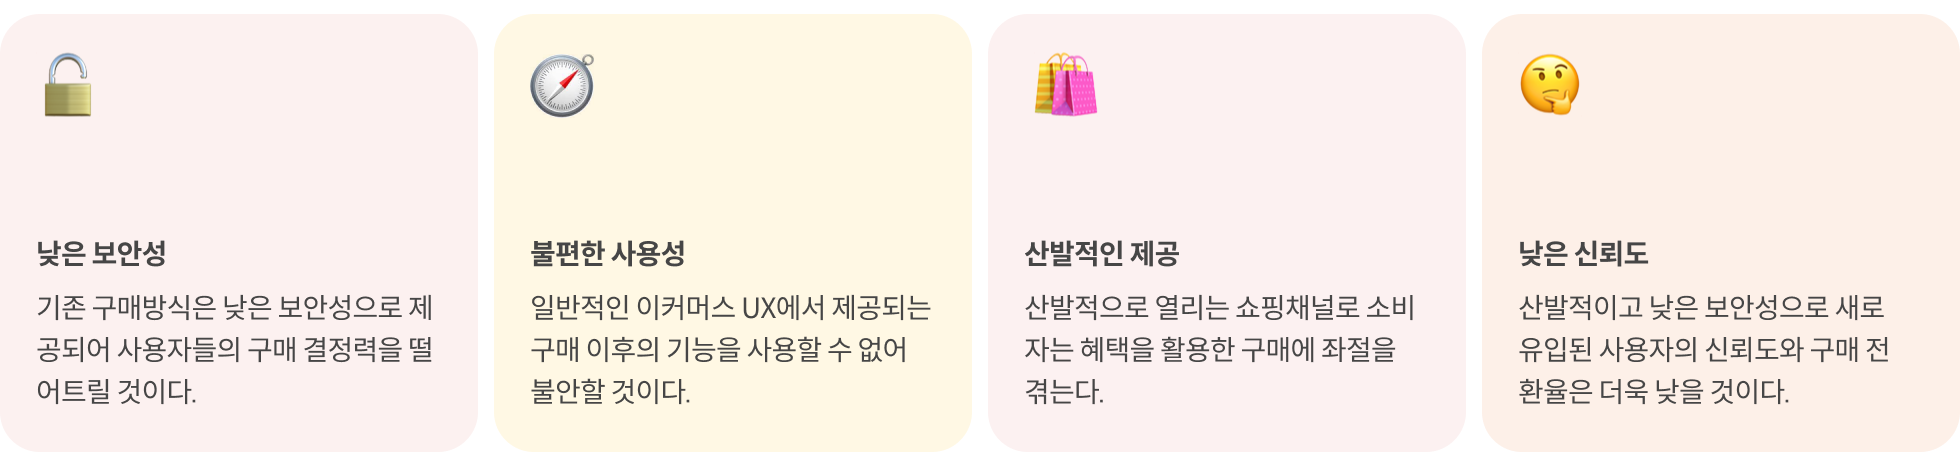 낮은 보안성
기존 구매방식은 낮은 보안성으로 제
공되어 사용자들의 구매 결정력을 떨
어트릴 것이다.
불편한 사용성
일반적인 이커머스 UX에서 제공되는
구매 이후의 기능을 사용할 수 없어
불안할 것이다.
산발적인 제공
산발적으로 열리는 쇼핑채널로 소비
자는 혜택을 활용한 구매에 좌절을
겪는다.
낮은 신뢰도
산발적이고 낮은 보안성으로 새로
유입된 사용자의 신뢰도와 구매 전
환율은 더욱 낮을 것이다.